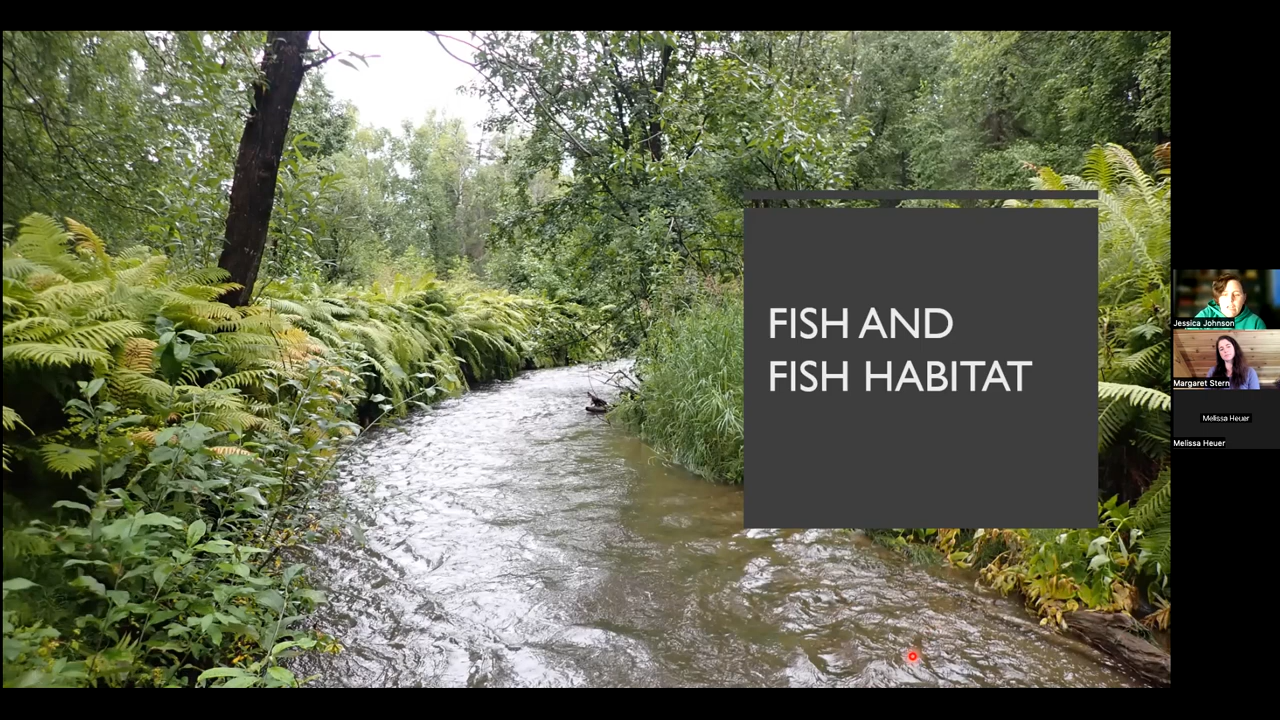 FISH AND
FISH HABITAT
Jessica Johnson
Margaret Stern
Melissa Heuer
Melissa Heuer